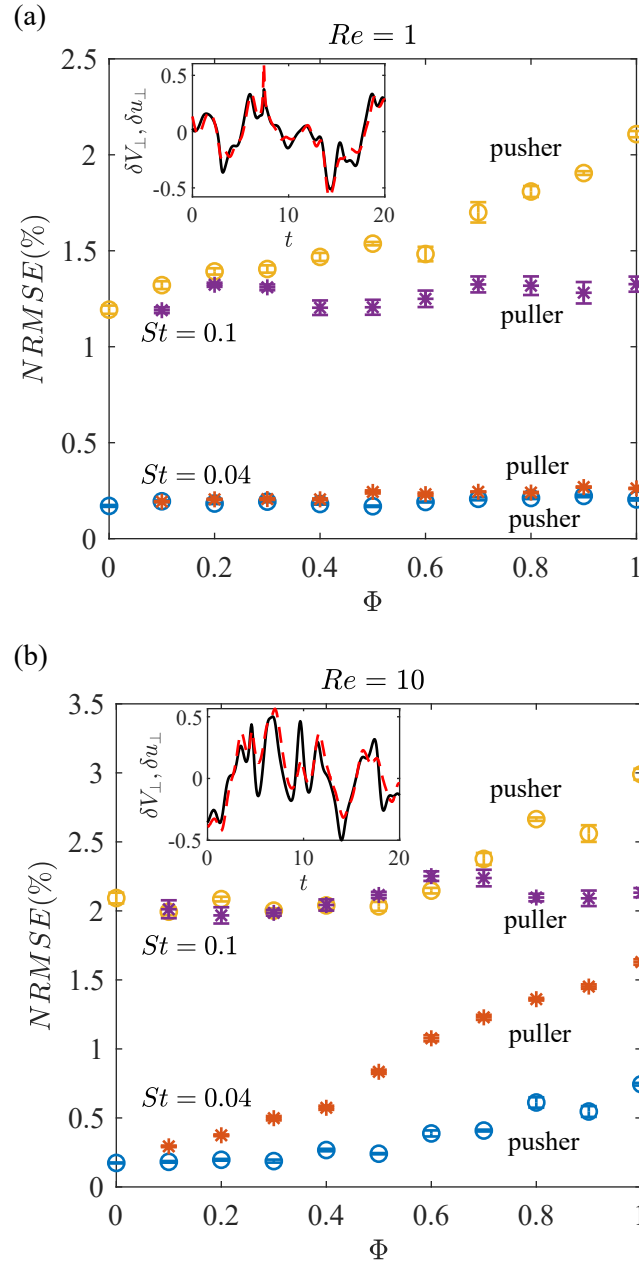 (a)
Re = 1
2.5
2
1.5
1
0.5
0
NRMSE(%)
0.5
0
-0.5
δV⊥, δu⊥
0 10 20
t
pusher
puller
St = 0.1
St = 0.04
puller
pusher
0 0.2 0.4 0.6 0.8 1
Φ
(b)
Re = 10
3.5
3
2.5
2
1.5
1
0.5
0
NRMSE(%)
0.5
0
-0.5
δV⊥, δu⊥
0 10 20
t
pusher
puller
St = 0.1
puller
St = 0.04
pusher
0 0.2 0.4 0.6 0.8 1
Φ